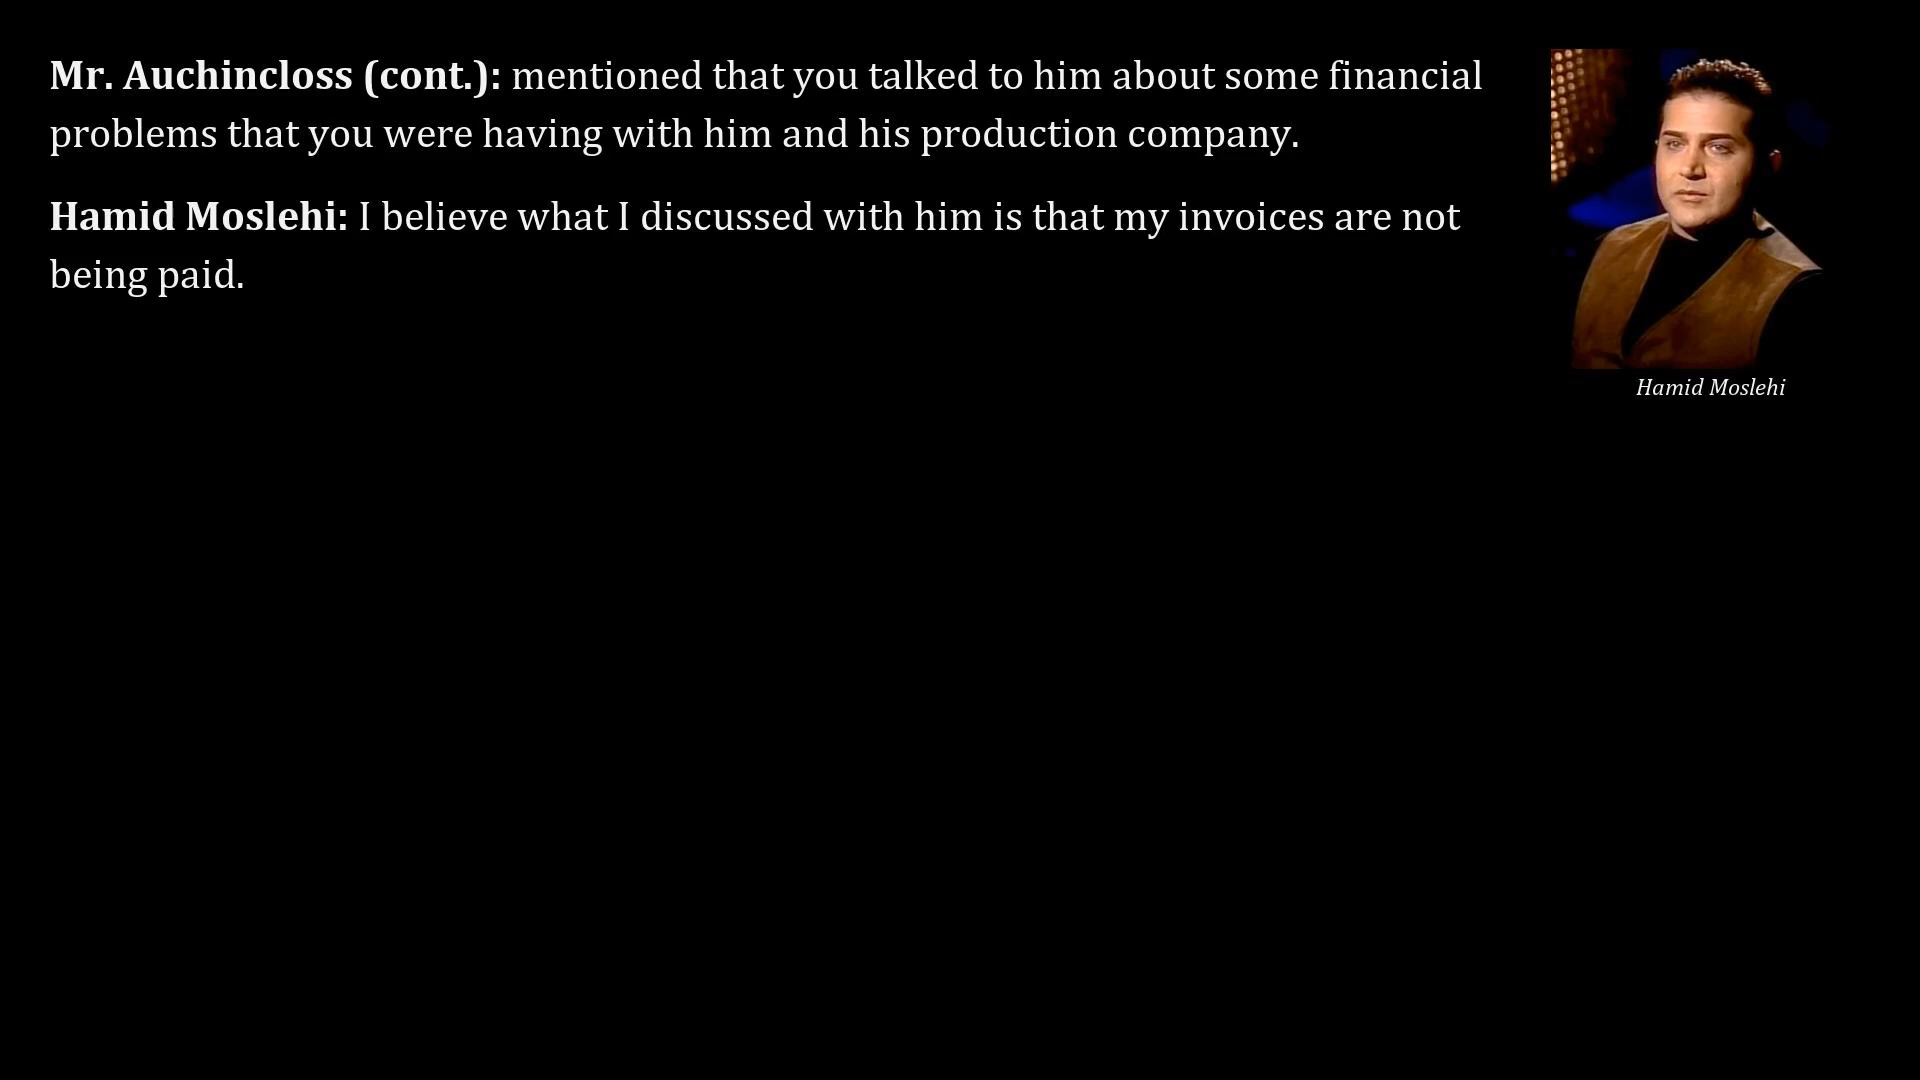 Mr. Auchincloss (cont.): mentioned that you talked to him about some financial
problems that you were having with him and his production company.
Hamid Moslehi: I believe what I discussed with him is that my invoices are not
being paid.
Hamid Moslehi